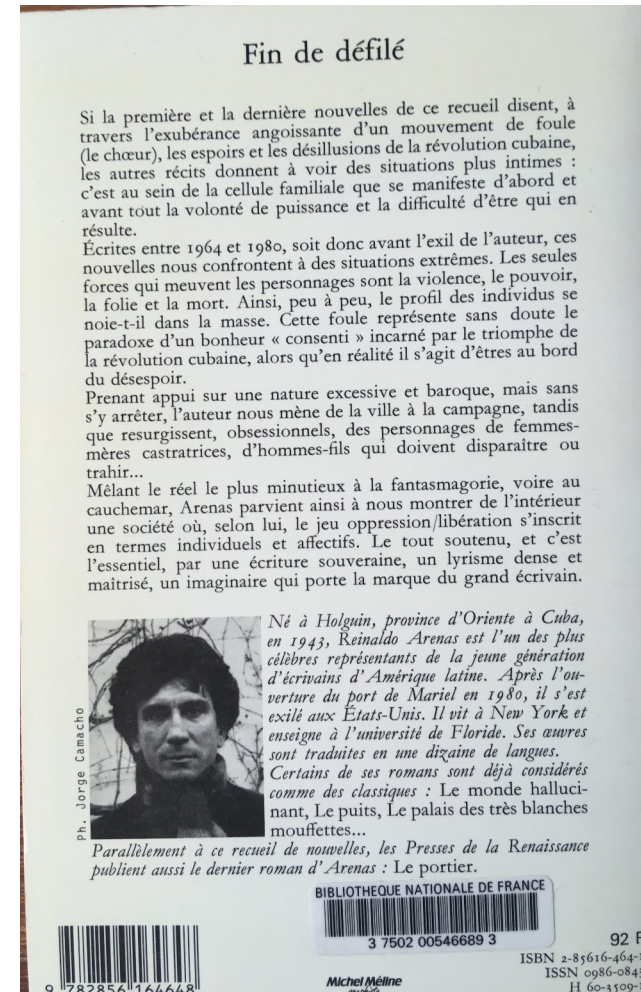 Fin de défilé
Si la première et la dernière nouvelles de ce recueil disent, à
travers l'exubérance angoissante d'un mouvement de foule
(le chœur), les espoirs et les désillusions de la révolution cubaine,
les autres récits donnent à voir des situations plus intimes :
c'est au sein de la cellule familiale que se manifeste d'abord et
avant tout la volonté de puissance et la difficulté d'être qui en
résulte.
Écrites entre 1964 et 1980, soit donc avant l'exil de l'auteur, ces
nouvelles nous confrontent à des situations extrêmes. Les seules
forces qui meuvent les personnages sont la violence, le pouvoir,
la folie et la mort. Ainsi, peu à peu, le profil des individus se
noie-t-il dans la masse. Cette foule représente sans doute le
paradoxe d'un bonheur « consenti » incarné par le triomphe de
la révolution cubaine, alors qu'en réalité il s'agit d'êtres au bord
du désespoir.
Prenant appui sur une nature excessive et baroque, mais sans
s'y arrêter, l'auteur nous mène de la ville à la campagne, tandis
que resurgissent, obsessionnels, des personnages de femmes-
mères castratrices, d'hommes-fils qui doivent disparaître ou
trahir...
Mêlant le réel le plus minutieux à la fantasmagorie, voire au
cauchemar, Arenas parvient ainsi à nous montrer de l'intérieur
une société où, selon lui, le jeu oppression/libération s'inscrit
en termes individuels et affectifs. Le tout soutenu, et c'est
l'essentiel, par une écriture souveraine, un lyrisme dense et
maîtrisé, un imaginaire qui porte la marque du grand écrivain.
Né à Holguin, province d'Oriente à Cuba,
en 1943, Reinaldo Arenas est l'un des plus
célèbres représentants de la jeune génération
d'écrivains d'Amérique latine. Après l'ou-
verture du port de Mariel en 1980, il s'est
exilé aux États-Unis. Il vit à New York et
enseigne à l'université de Floride. Ses œuvres
sont traduites en une dizaine de langues.
Certains de ses romans sont déjà considérés
comme des classiques : Le monde halluci-
nant, Le puits, Le palais des très blanches
mouffettes...
Ph. Jorge Camacho
Parallèlement à ce recueil de nouvelles, les Presses de la Renaissance
publient aussi le dernier roman d'Arenas : Le portier.
BIBLIOTHEQUE NATIONALE DE FRANCE
3 7502 00546689 3
92 F
ISBN 2-85616-464-
ISSN 0986-084
H 60-3509-
9 782856 164648
Michel Méline